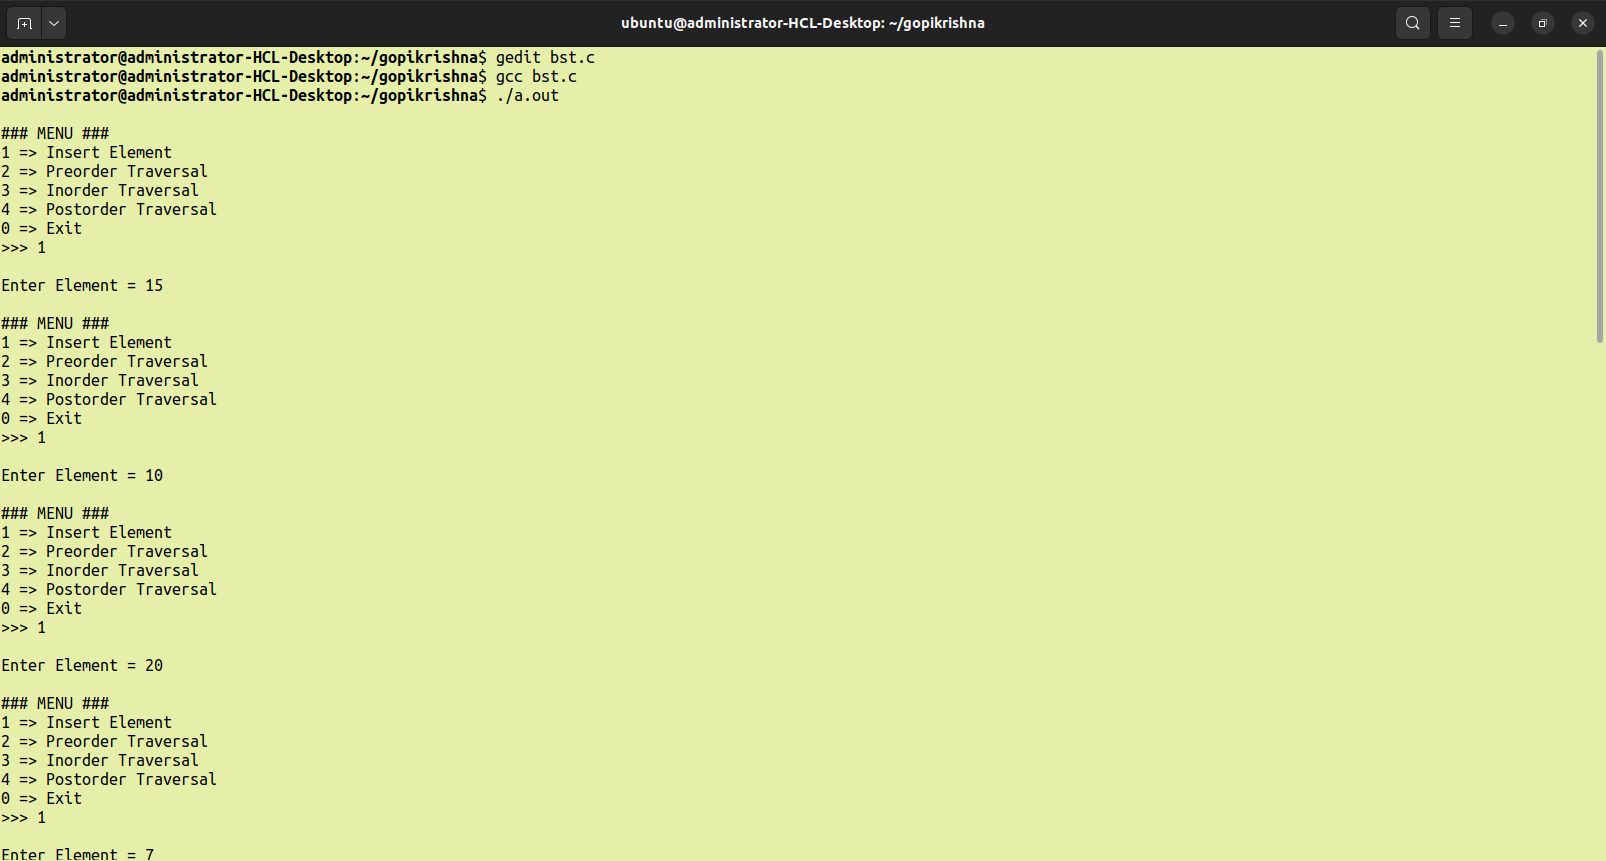 ubuntu@administrator-HCL-Desktop: ~/gopikrishna
administrator@administrator-HCL-Desktop:~/gopikrishna$ gedit bst.c
administrator@administrator-HCL-Desktop:~/gopikrishna$ gcc bst.c
administrator@administrator-HCL-Desktop:~/gopikrishna$ ./a.out
### MENU ###
1 => Insert Element
2 => Preorder Traversal
3 => Inorder Traversal
4 => Postorder Traversal
0 => Exit
>>> 1
Enter Element = 15
### MENU ###
1 => Insert Element
2 => Preorder Traversal
3 => Inorder Traversal
4 => Postorder Traversal
0 => Exit
>>> 1
Enter Element = 10
### MENU ###
1 => Insert Element
2 => Preorder Traversal
3 => Inorder Traversal
4 => Postorder Traversal
0 => Exit
>>> 1
Enter Element = 20
### MENU ###
1 => Insert Element
2 => Preorder Traversal
3 => Inorder Traversal
4 => Postorder Traversal
0 => Exit
>>> 1
Enter Element = 7